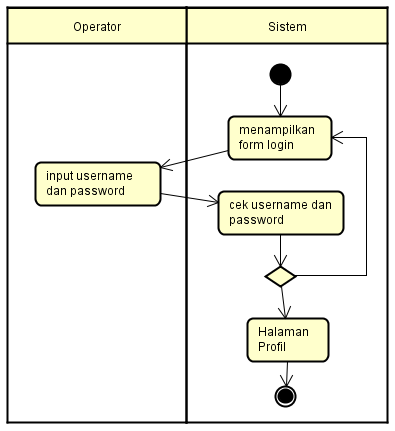 Operator
Sistem
menampilkan
form login
input username
dan password
cek username dan
password
Halaman
Profil